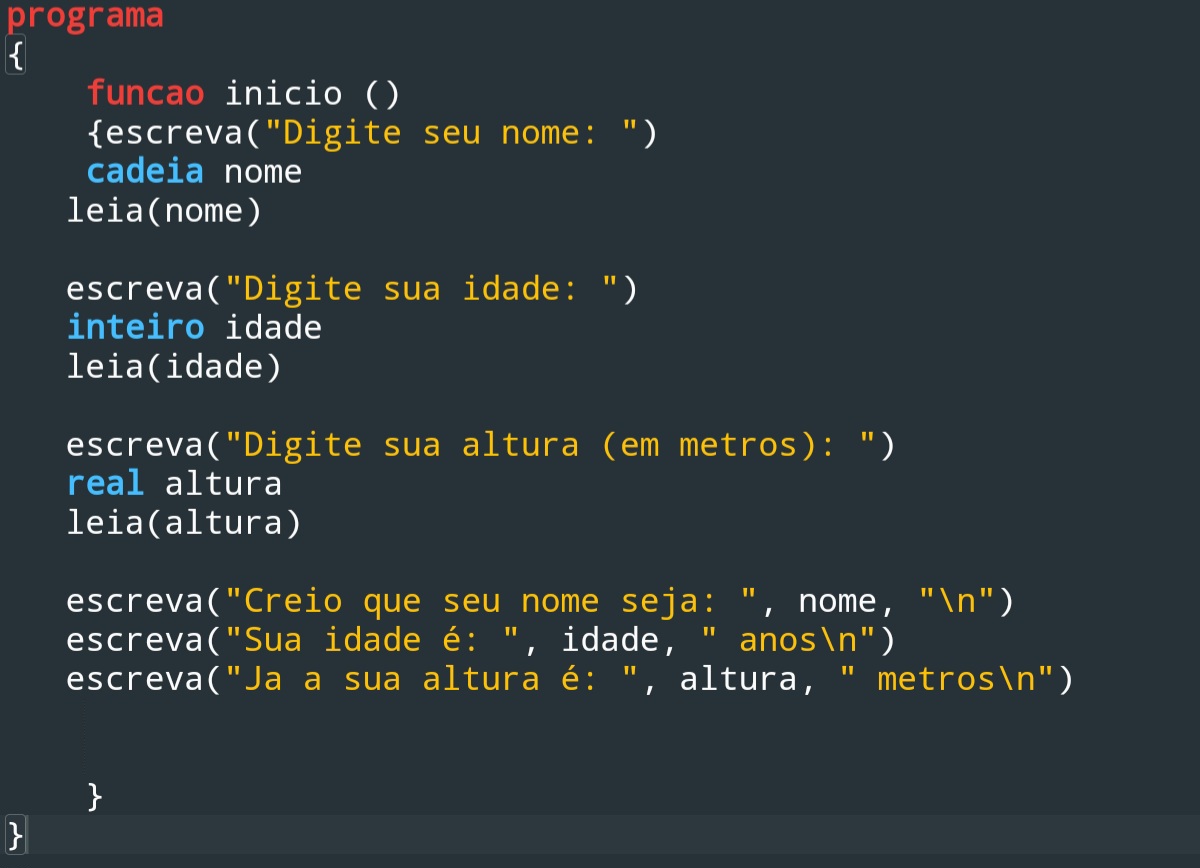 programa
{
funcao inicio ()
{escreva("Digite seu nome: ")
cadeia nome
leia(nome)
escreva("Digite sua idade: ")
inteiro idade
leia(idade)
escreva("Digite sua altura (em metros): ")
real altura
leia(altura)
escreva("Creio que seu nome seja: ", nome, "\n")
escreva("Sua idade é: ", idade, " anos\n")
escreva("Ja a sua altura é: ", altura, " metros\n")
}
}